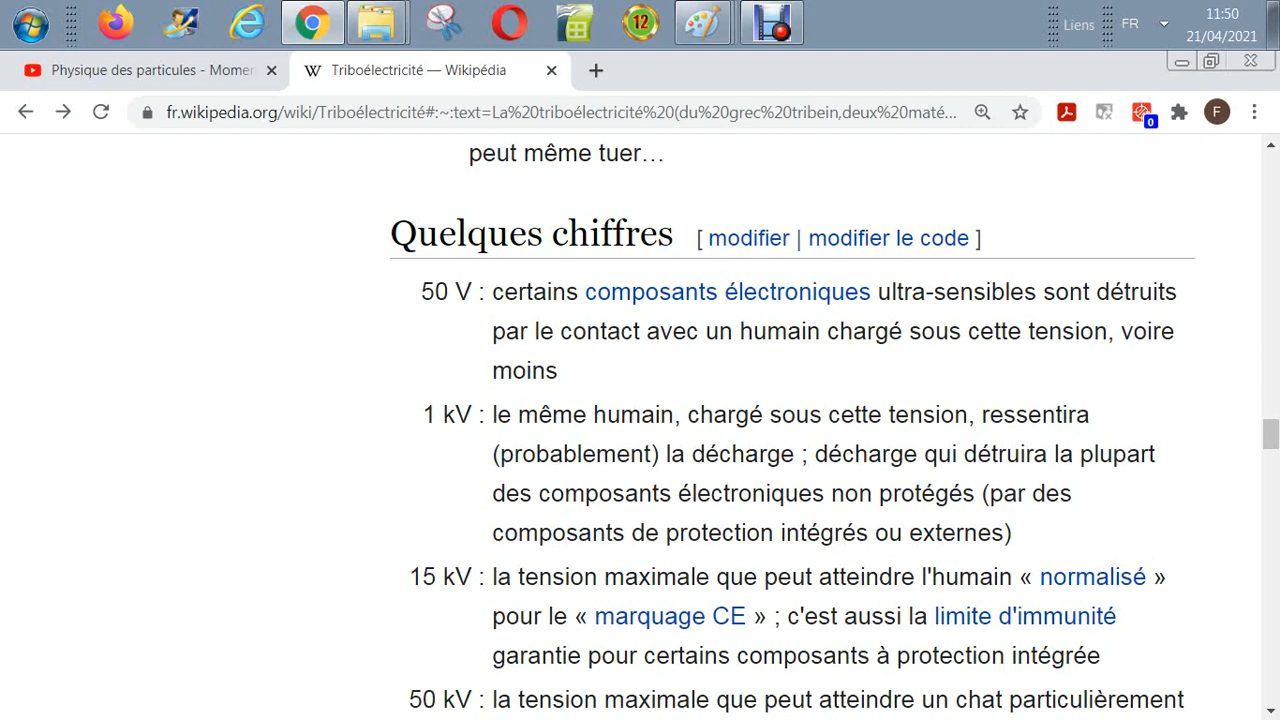 12
Liens
FR
11:50
21/04/2021
Physique des particules - Momen
W Triboélectricité — Wikipédia
fr.wikipedia.org/wiki/Triboélectricité#:~:text=La%20triboélectricité%20(du%20grec%20tribein,deux%20maté...
0
F
peut même tuer…
Quelques chiffres [ modifier | modifier le code ]
50 V : certains composants électroniques ultra-sensibles sont détruits
par le contact avec un humain chargé sous cette tension, voire
moins
1 kV : le même humain, chargé sous cette tension, ressentira
(probablement) la décharge ; décharge qui détruira la plupart
des composants électroniques non protégés (par des
composants de protection intégrés ou externes)
15 kV : la tension maximale que peut atteindre l'humain « normalisé »
pour le « marquage CE » ; c'est aussi la limite d'immunité
garantie pour certains composants à protection intégrée
50 kV : la tension maximale que peut atteindre un chat particulièrement